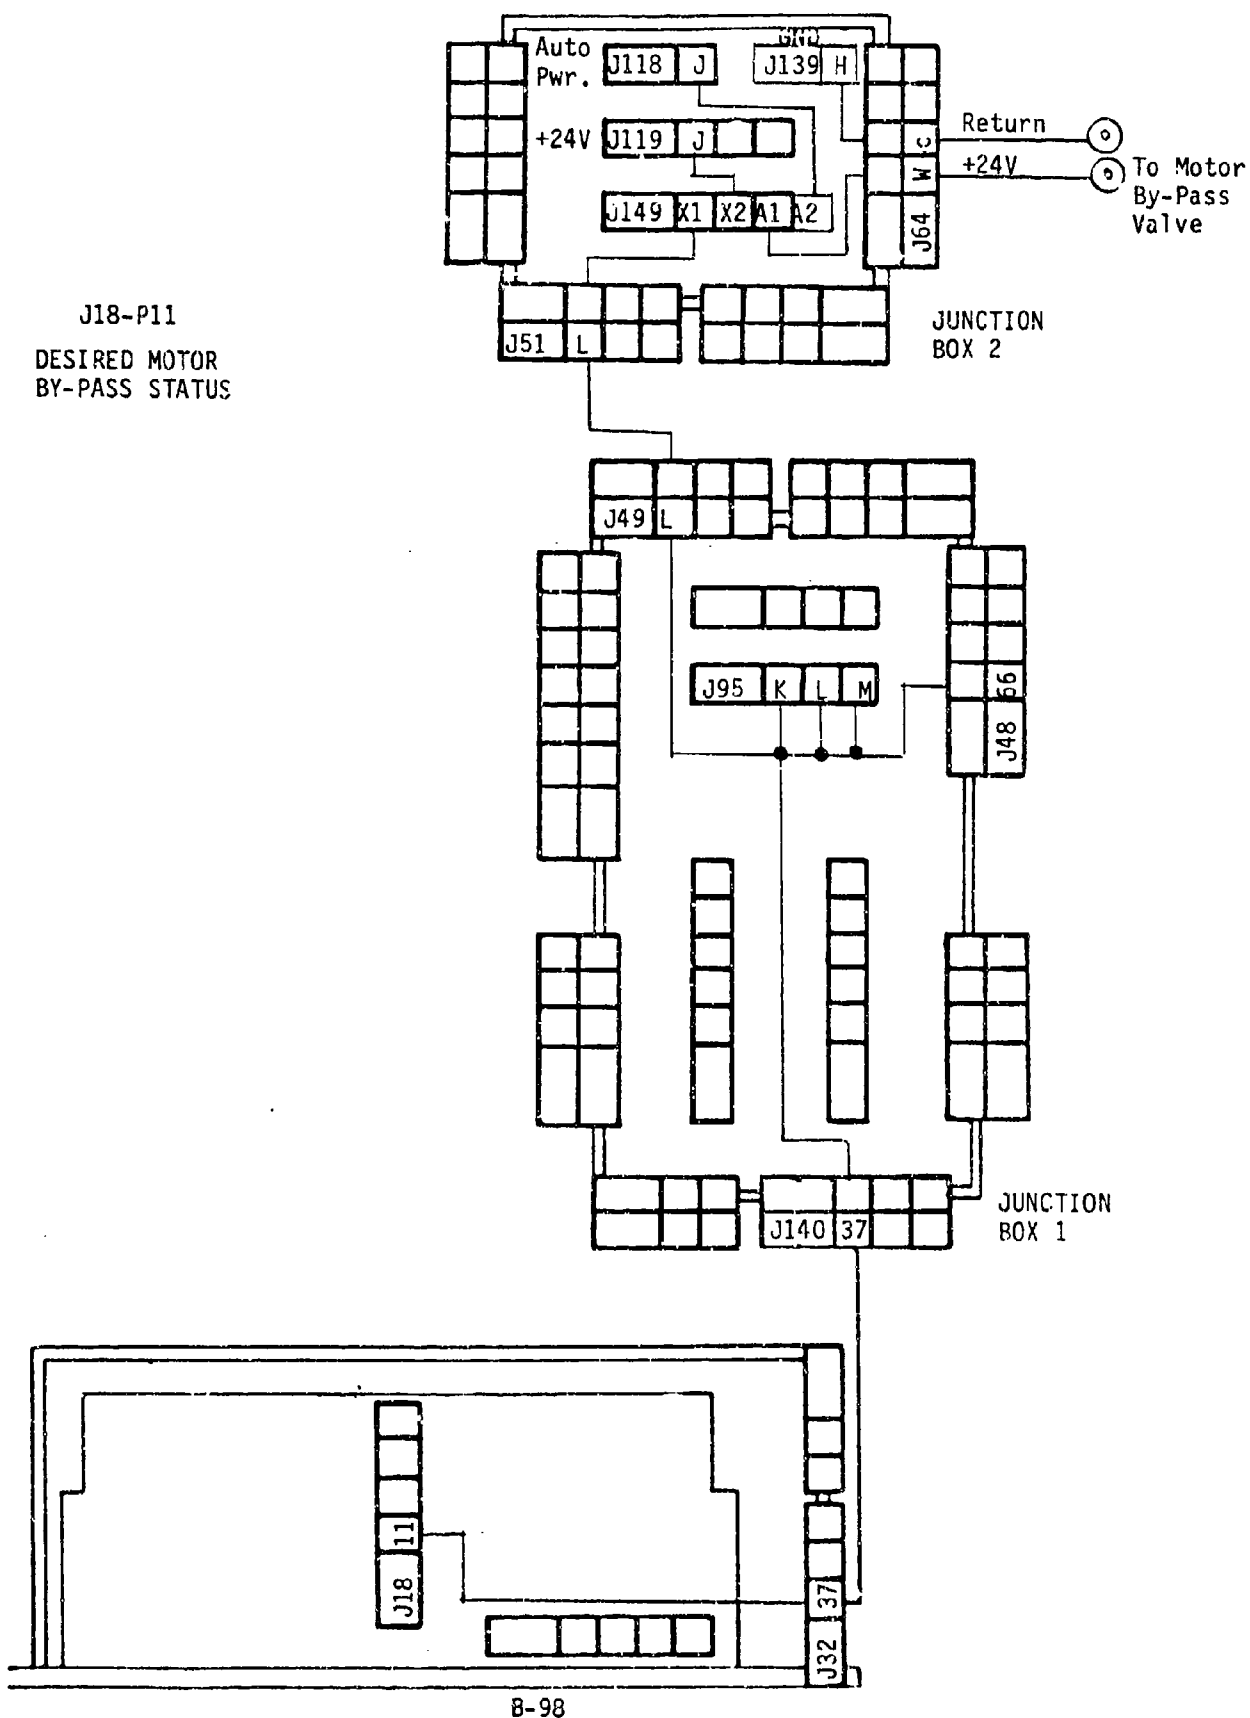 Auto
Pwr.
J118 J
GND
J139 H
+24V
J119 J
J149 X1 X2 A1 A2
C
W
J64
Return
+24V
To Motor
By-Pass
Valve
J51 L
JUNCTION
BOX 2
J18-P11
DESIRED MOTOR
BY-PASS STATUS
J49 L
J95 K L M
66
J48
J140 37
JUNCTION
BOX 1
11
J18
37
J32
B-98